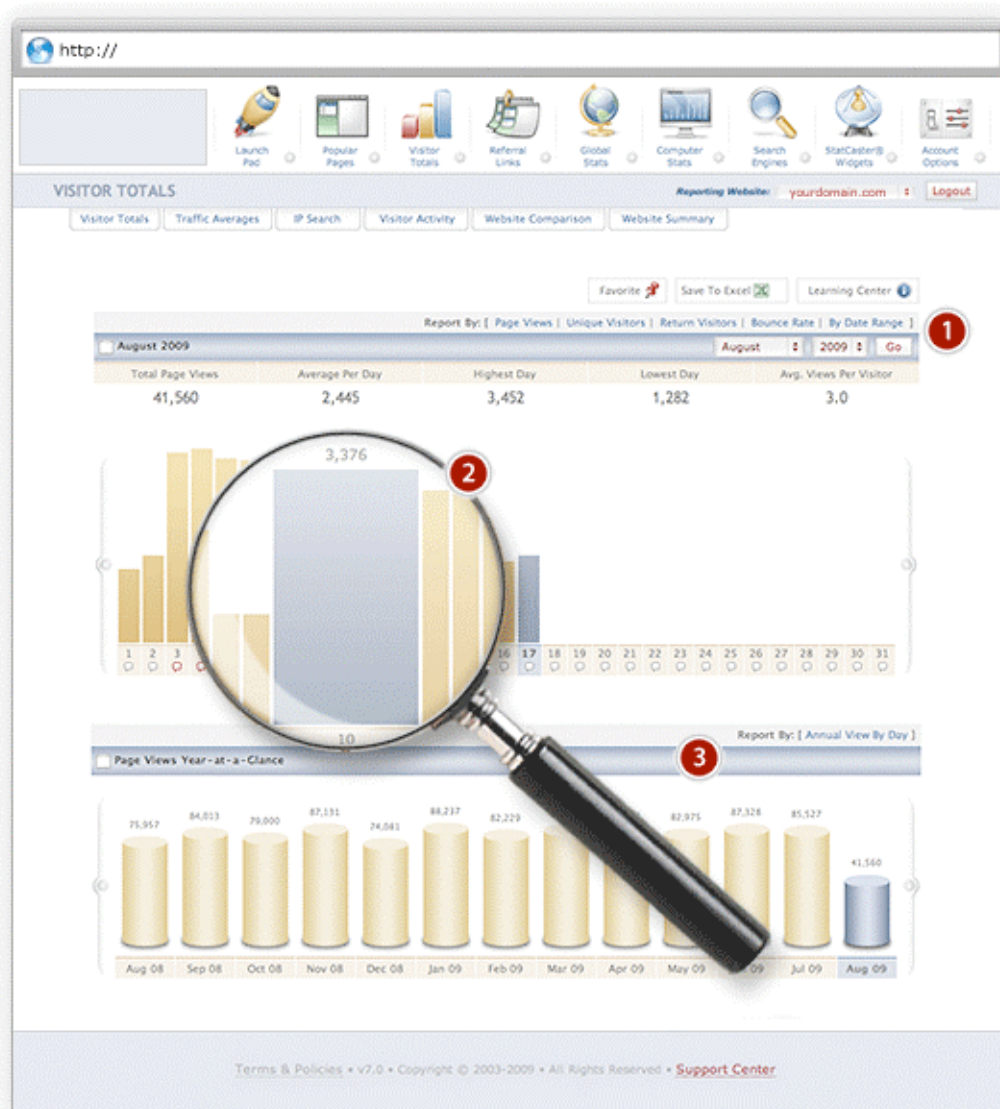 http://
Launch Pad
Popular Pages
Visitor Totals
Referral Links
Global Stats
Computer Stats
Search Engines
StatCaster® Widgets
Account Options
VISITOR TOTALS
Reporting Website: yourdomain.com Logout
Visitor Totals Traffic Averages IP Search Visitor Activity Website Comparison Website Summary
Favorite Save To Excel Learning Center
Report By: [ Page Views | Unique Visitors | Return Visitors | Bounce Rate | By Date Range ]
1
August 2009 August 2009 Go
Total Page Views Average Per Day Highest Day Lowest Day Avg. Views Per Visitor
41,560 2,445 3,452 1,282 3.0
3,376
2
1 2 3 16 17 18 19 20 21 22 23 24 25 26 27 28 29 30 31
10
Report By: [ Annual View By Day ]
Page Views Year-at-a-Glance
3
75,957 84,013 79,000 87,131 74,081 88,237 82,229 82,975 87,328 85,527 41,560
Aug 08 Sep 08 Oct 08 Nov 08 Dec 08 Jan 09 Feb 09 Mar 09 Apr 09 May 09 09 Jul 09 Aug 09
Terms & Policies • v7.0 • Copyright © 2003-2009 • All Rights Reserved • Support Center